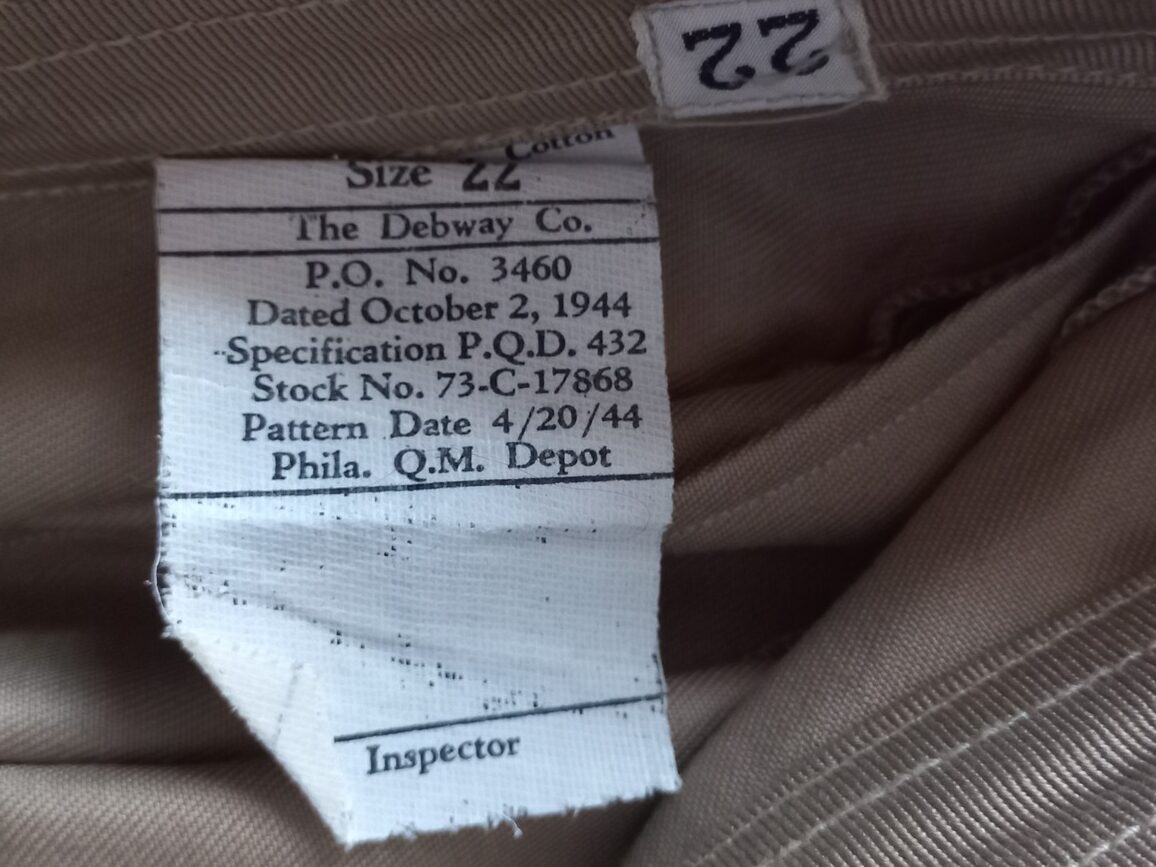 22
Cotton
Size 22
The Debway Co.
P.O. No. 3460
Dated October 2, 1944
Specification P.Q.D. 432
Stock No. 73-C-17868
Pattern Date 4/20/44
Phila. Q.M. Depot
Inspector